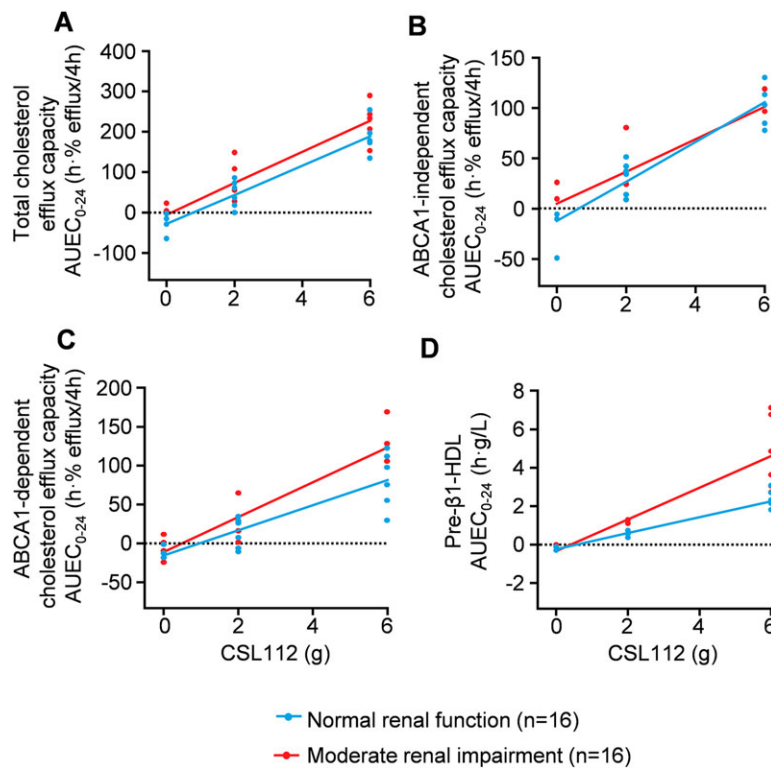 A
Total cholesterol
efflux capacity
AUEC0-24 (h·% efflux/4h)
400
300
200
100
0
-100
0
2
4
6
B
ABCA1-independent
cholesterol efflux capacity
AUEC0-24 (h·% efflux/4h)
150
100
50
0
-50
0
2
4
6
C
ABCA1-dependent
cholesterol efflux capacity
AUEC0-24 (h·% efflux/4h)
200
150
100
50
0
-50
0
2
4
6
CSL112 (g)
D
Pre-β1-HDL
AUEC0-24 (h·g/L)
8
6
4
2
0
-2
0
2
4
6
CSL112 (g)
Normal renal function (n=16)
Moderate renal impairment (n=16)